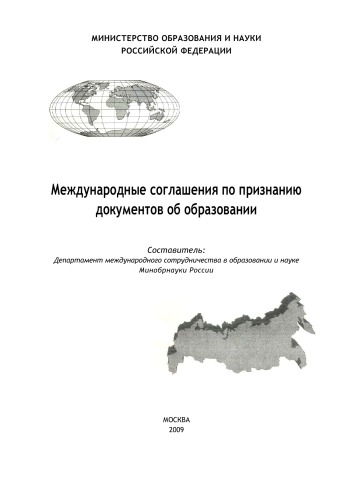 МИНИСТЕРСТВО ОБРАЗОВАНИЯ И НАУКИ
РОССИЙСКОЙ ФЕДЕРАЦИИ
Международные соглашения по признанию
документов об образовании
Составитель:
Департамент международного сотрудничества в образовании и науке
Минобрнауки России
МОСКВА
2009